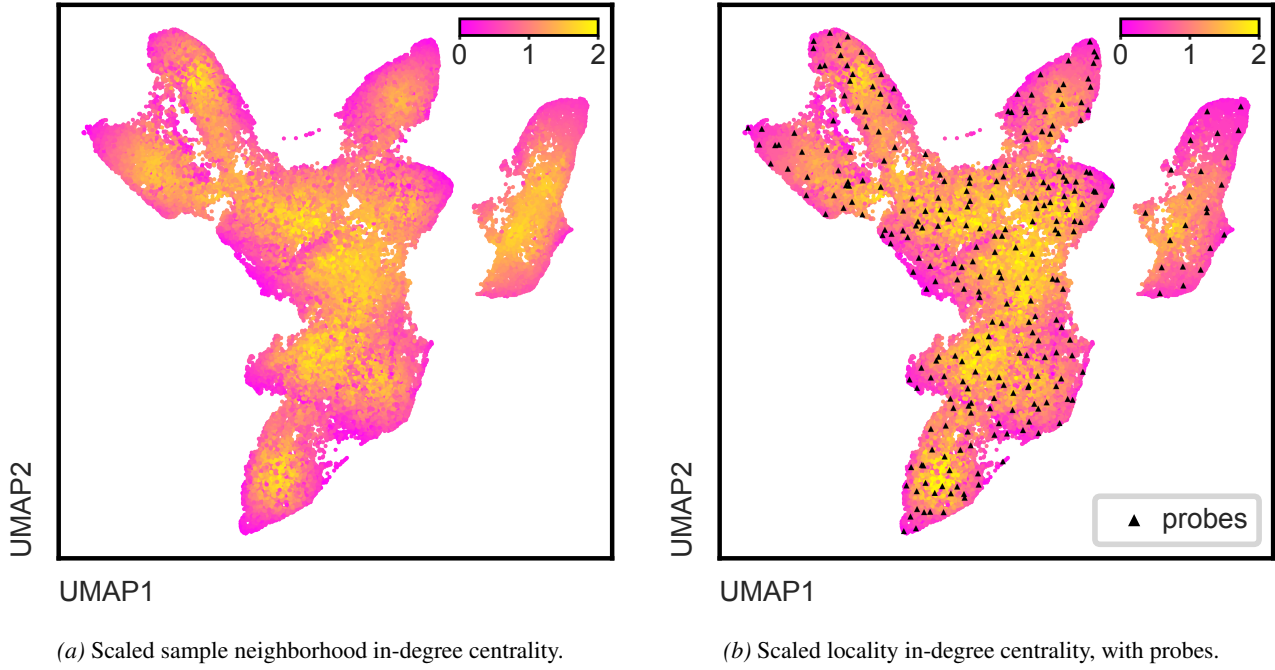 0 1 2
UMAP2
UMAP1
(a) Scaled sample neighborhood in-degree centrality.
0 1 2
UMAP2
probes
UMAP1
(b) Scaled locality in-degree centrality, with probes.